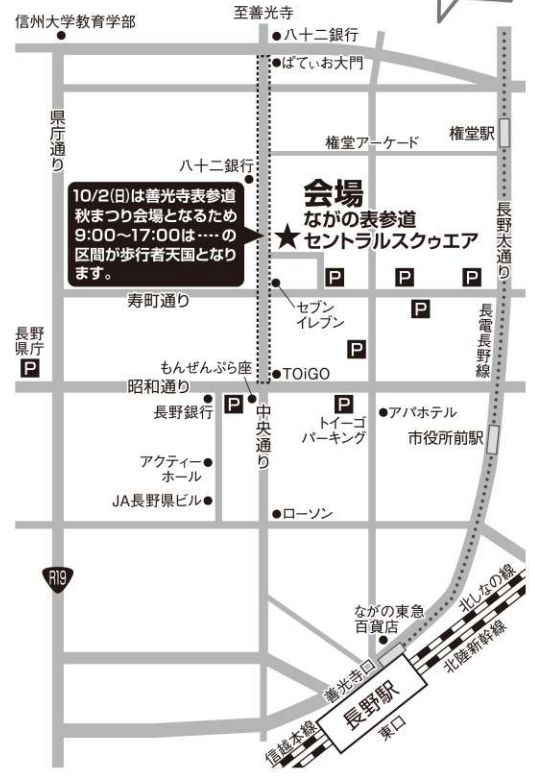 至善光寺
信州大学教育学部
八十二銀行
ぱてぃお大門
県庁通り
権堂アーケード
権堂駅
八十二銀行
10/2(日)は善光寺表参道
秋まつり会場となるため
9:00〜17:00は‥‥の
区間が歩行者天国となり
ます。
会場
ながの表参道
セントラルスクゥエア
長野大通り
P
P
P
寿町通り
セブン
イレブン
P
長電長野線
長野
県庁
P
P
もんぜんぷら座
TOiGO
昭和通り
長野銀行
P
中央通り
P
トイーゴ
パーキング
アパホテル
市役所前駅
アクティー
ホール
JA長野県ビル
ローソン
R19
ながの東急
百貨店
北しなの線
北陸新幹線
善光寺口
長野駅
東口
信越本線